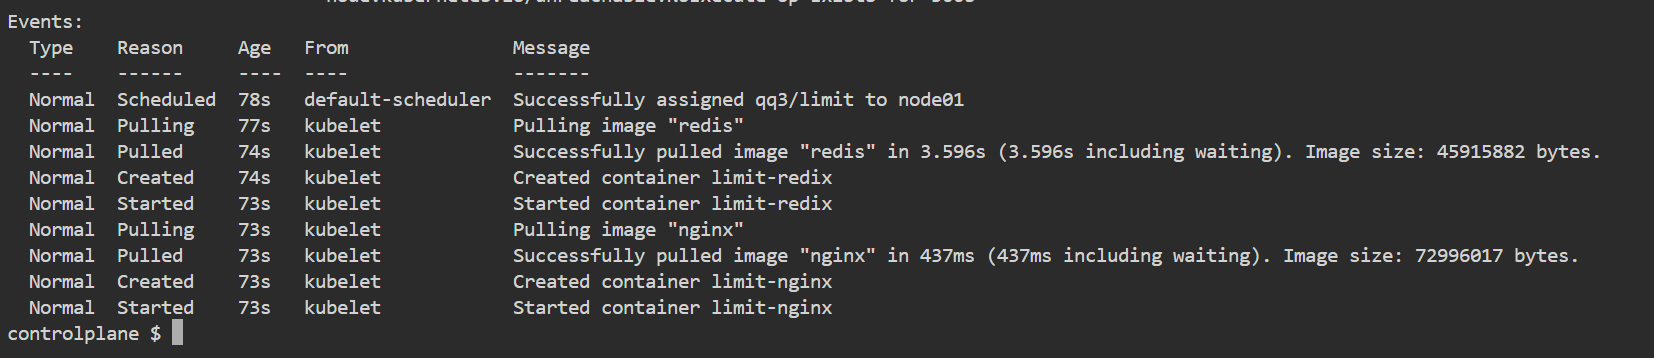 Events:
  Type    Reason     Age   From               Message
  ----    ------     ----  ----               -------
  Normal  Scheduled  78s   default-scheduler  Successfully assigned qq3/limit to node01
  Normal  Pulling    77s   kubelet            Pulling image "redis"
  Normal  Pulled     74s   kubelet            Successfully pulled image "redis" in 3.596s (3.596s including waiting). Image size: 45915882 bytes.
  Normal  Created    74s   kubelet            Created container limit-redix
  Normal  Started    73s   kubelet            Started container limit-redix
  Normal  Pulling    73s   kubelet            Pulling image "nginx"
  Normal  Pulled     73s   kubelet            Successfully pulled image "nginx" in 437ms (437ms including waiting). Image size: 72996017 bytes.
  Normal  Created    73s   kubelet            Created container limit-nginx
  Normal  Started    73s   kubelet            Started container limit-nginx
controlplane $